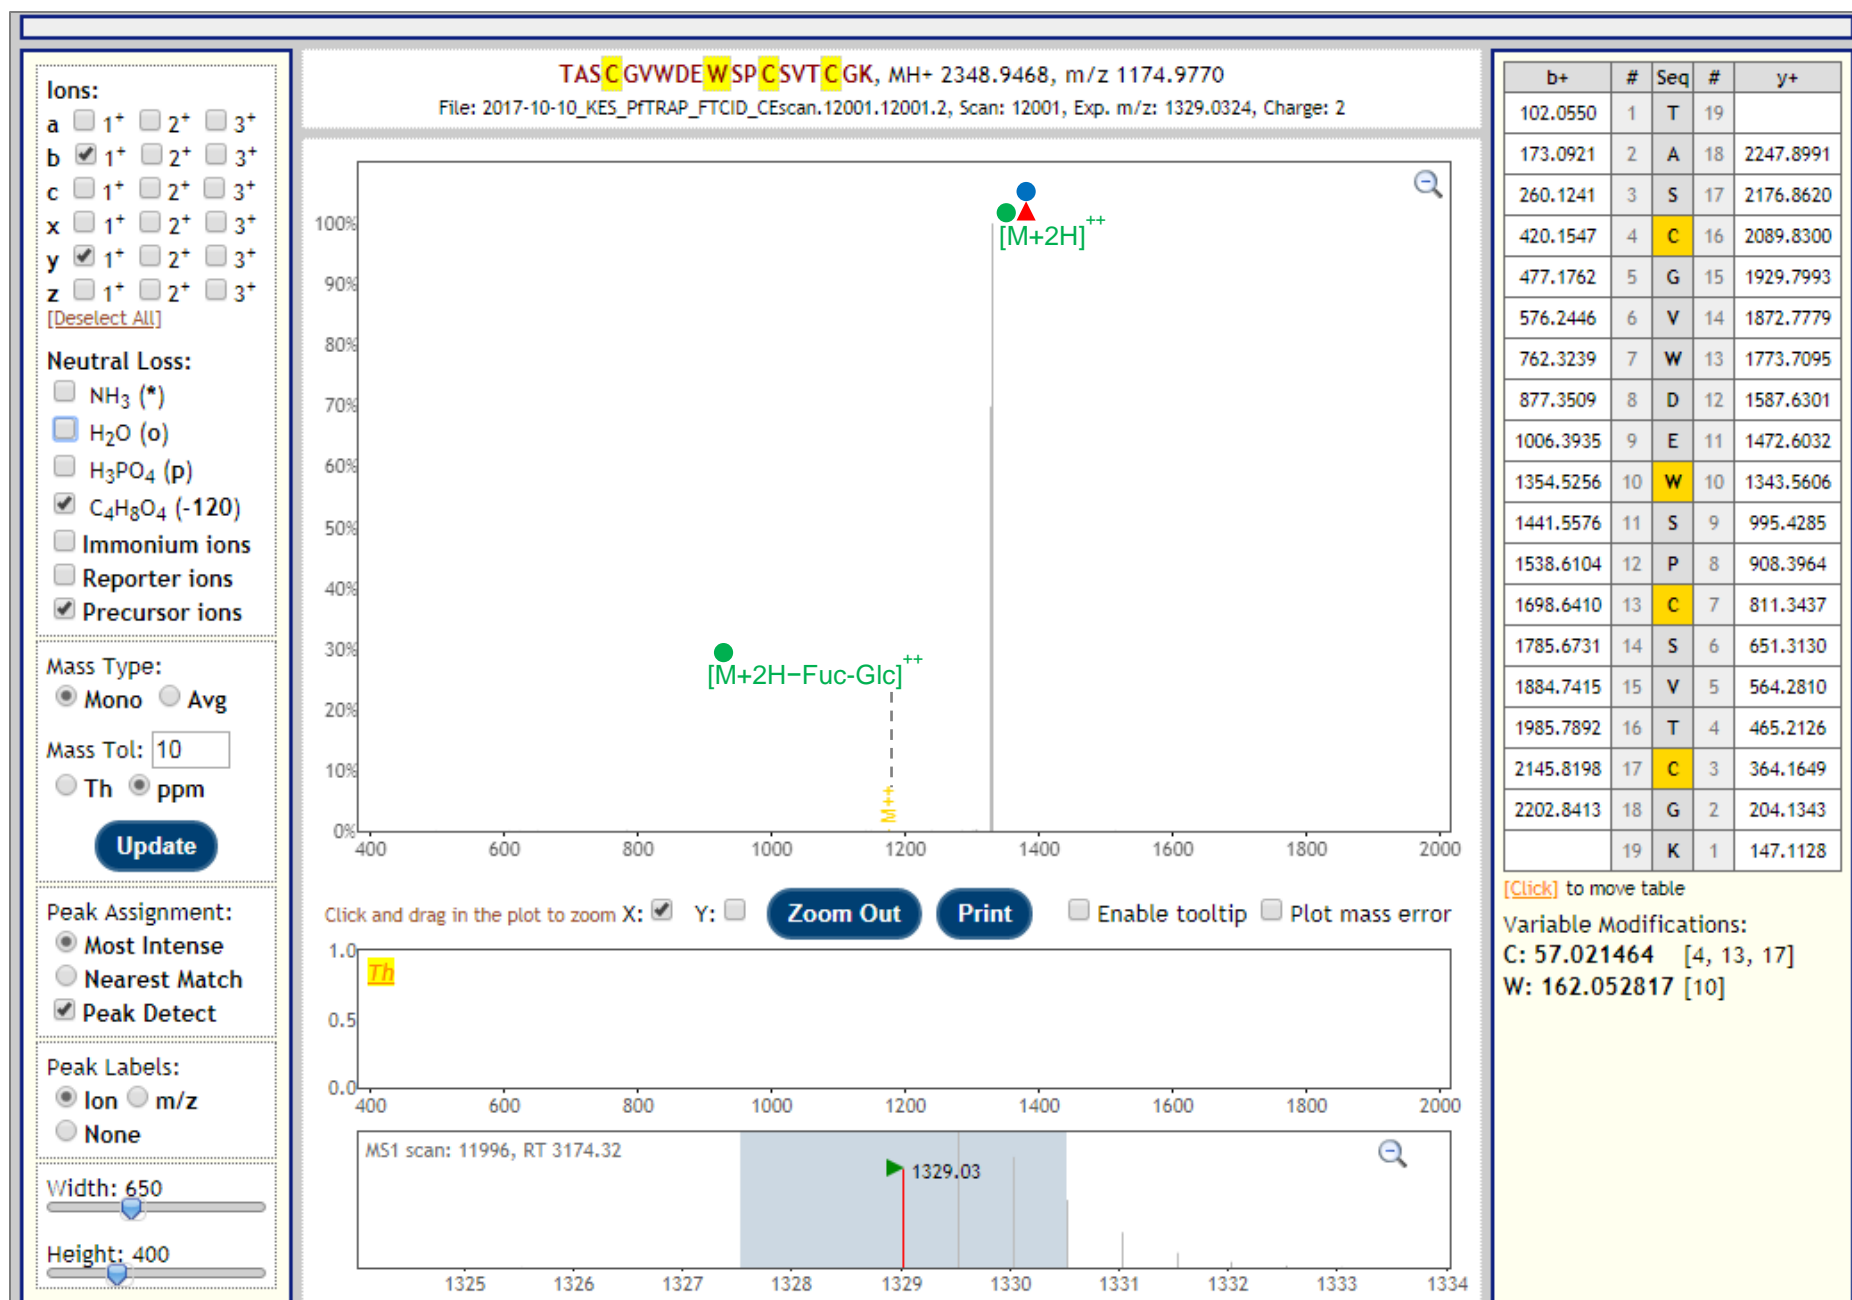 TASCGVWDEWSPCSVTCGK, MH+ 2348.9468, m/z 1174.9770
File: 2017-10-10_KES_PfTRAP_FTCID_CEscan.12001.12001.2, Scan: 12001, Exp. m/z: 1329.0324, Charge: 2
Ions:
a 1+ 2+ 3+
b 1+ 2+ 3+
c 1+ 2+ 3+
x 1+ 2+ 3+
y 1+ 2+ 3+
z 1+ 2+ 3+
[Deselect All]
Neutral Loss:
NH3 (*)
H2O (o)
H3PO4 (p)
C4H8O4 (-120)
Immonium ions
Reporter ions
Precursor ions
Mass Type:
Mono Avg
Mass Tol: 10
Th ppm
Update
Peak Assignment:
Most Intense
Nearest Match
Peak Detect
Peak Labels:
Ion m/z
None
Width: 650
Height: 400
[M+2H]++
100%
90%
80%
70%
60%
50%
40%
30%
[M+2H−Fuc-Glc]++
20%
10%
M++
0%
400 600 800 1000 1200 1400 1600 1800 2000
Click and drag in the plot to zoom X: Y: Zoom Out Print Enable tooltip Plot mass error
1.0
Th
0.5
0.0
400 600 800 1000 1200 1400 1600 1800 2000
MS1 scan: 11996, RT 3174.32
1329.03
1325 1326 1327 1328 1329 1330 1331 1332 1333 1334
b+ # Seq # y+
102.0550 1 T 19
173.0921 2 A 18 2247.8991
260.1241 3 S 17 2176.8620
420.1547 4 C 16 2089.8300
477.1762 5 G 15 1929.7993
576.2446 6 V 14 1872.7779
762.3239 7 W 13 1773.7095
877.3509 8 D 12 1587.6301
1006.3935 9 E 11 1472.6032
1354.5256 10 W 10 1343.5606
1441.5576 11 S 9 995.4285
1538.6104 12 P 8 908.3964
1698.6410 13 C 7 811.3437
1785.6731 14 S 6 651.3130
1884.7415 15 V 5 564.2810
1985.7892 16 T 4 465.2126
2145.8198 17 C 3 364.1649
2202.8413 18 G 2 204.1343
19 K 1 147.1128
[Click] to move table
Variable Modifications:
C: 57.021464 [4, 13, 17]
W: 162.052817 [10]